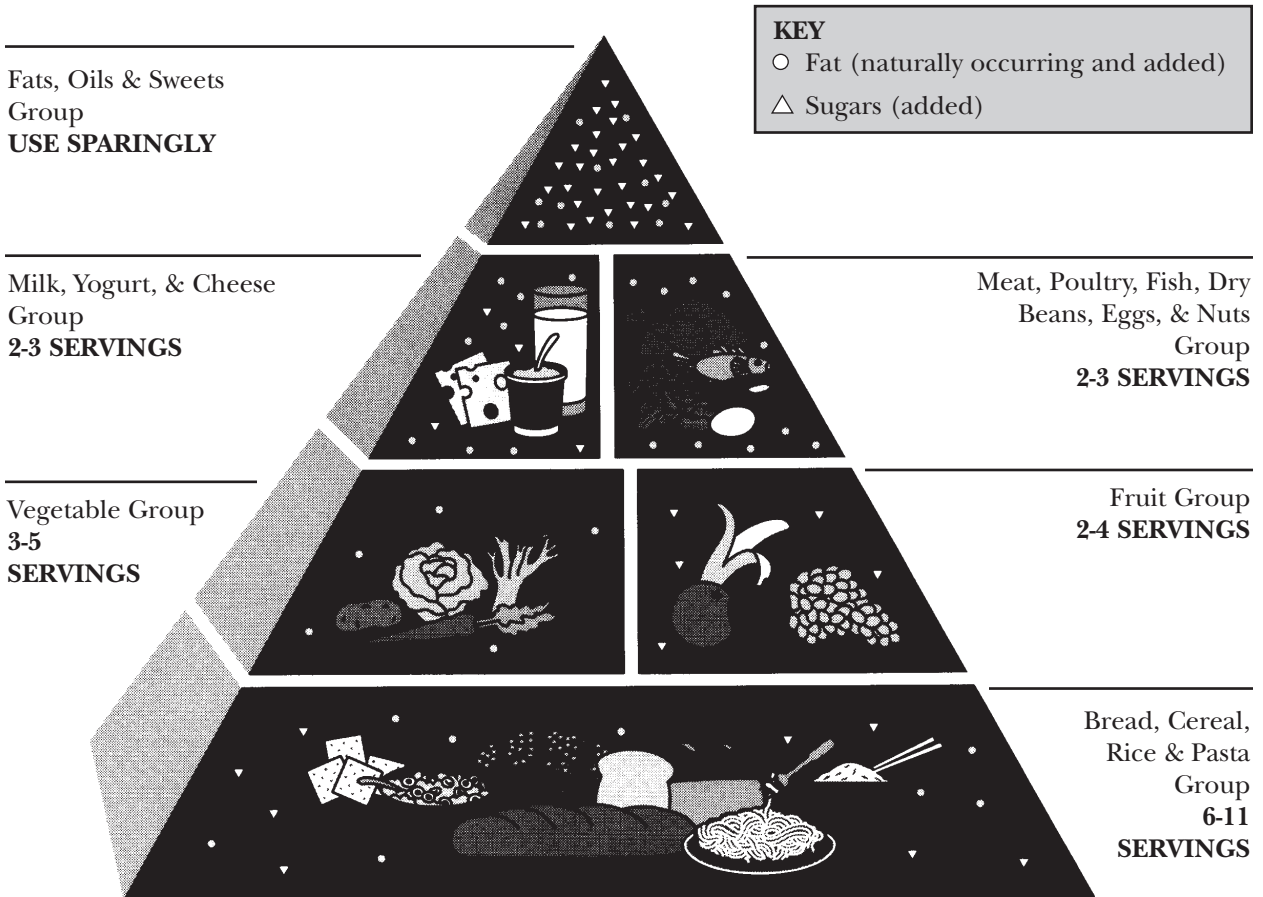 KEY
Fat (naturally occurring and added)
Sugars (added)
Fats, Oils & Sweets
Group
USE SPARINGLY
Milk, Yogurt, & Cheese
Group
2-3 SERVINGS
Meat, Poultry, Fish, Dry
Beans, Eggs, & Nuts
Group
2-3 SERVINGS
Vegetable Group
3-5
SERVINGS
Fruit Group
2-4 SERVINGS
Bread, Cereal,
Rice & Pasta
Group
6-11
SERVINGS